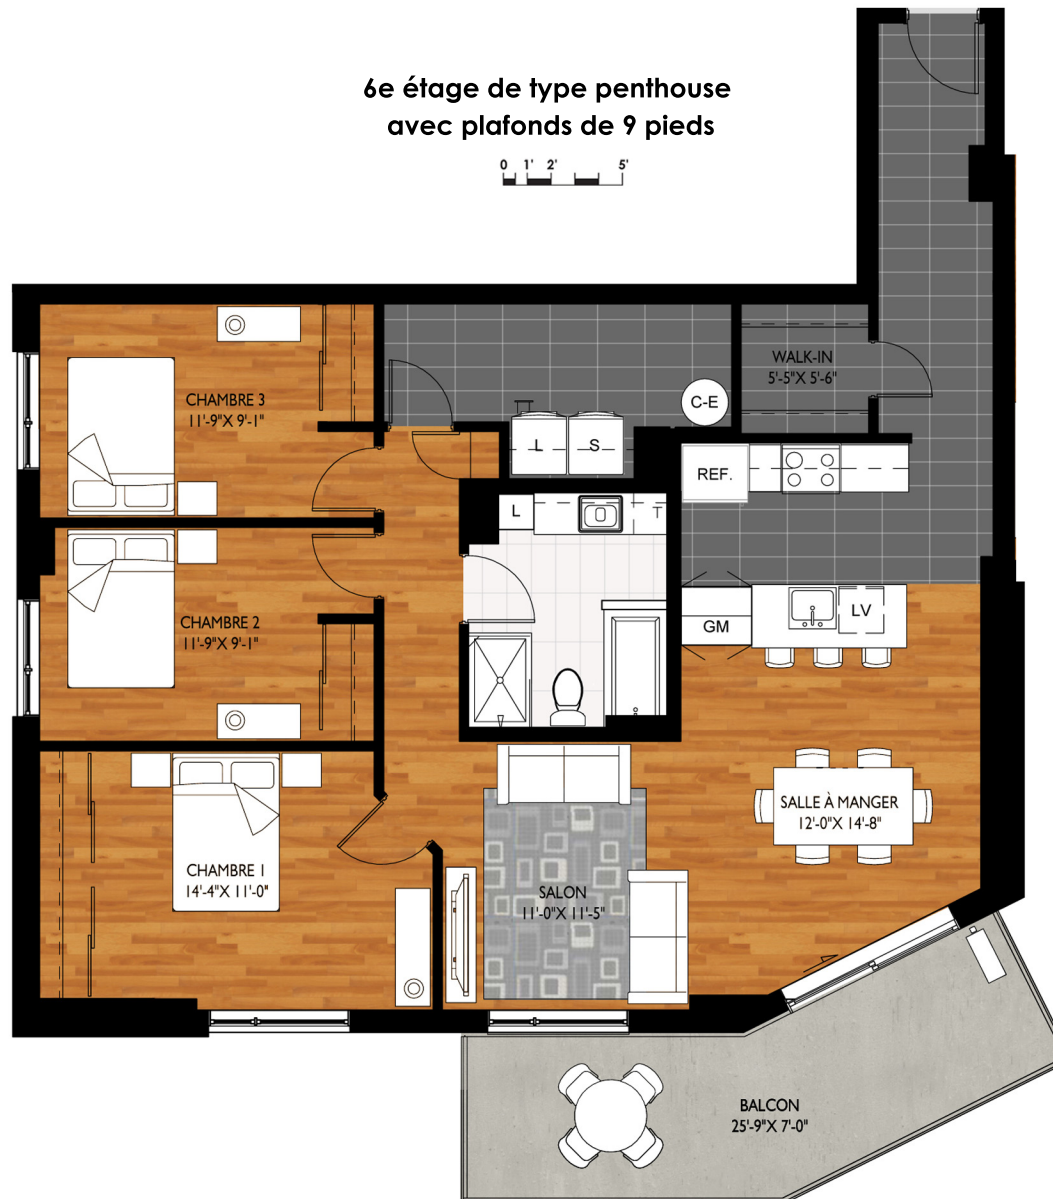 6e étage de type penthouse
avec plafonds de 9 pieds
0 1' 2' 5'
WALK-IN
5'-5"X 5'-6"
CHAMBRE 3
11'-9"X 9'-1"
C-E
L
S
REF.
L
T
CHAMBRE 2
11'-9"X 9'-1"
GM
LV
SALLE À MANGER
12'-0"X 14'-8"
CHAMBRE 1
14'-4"X 11'-0"
SALON
11'-0"X 11'-5"
BALCON
25'-9"X 7'-0"